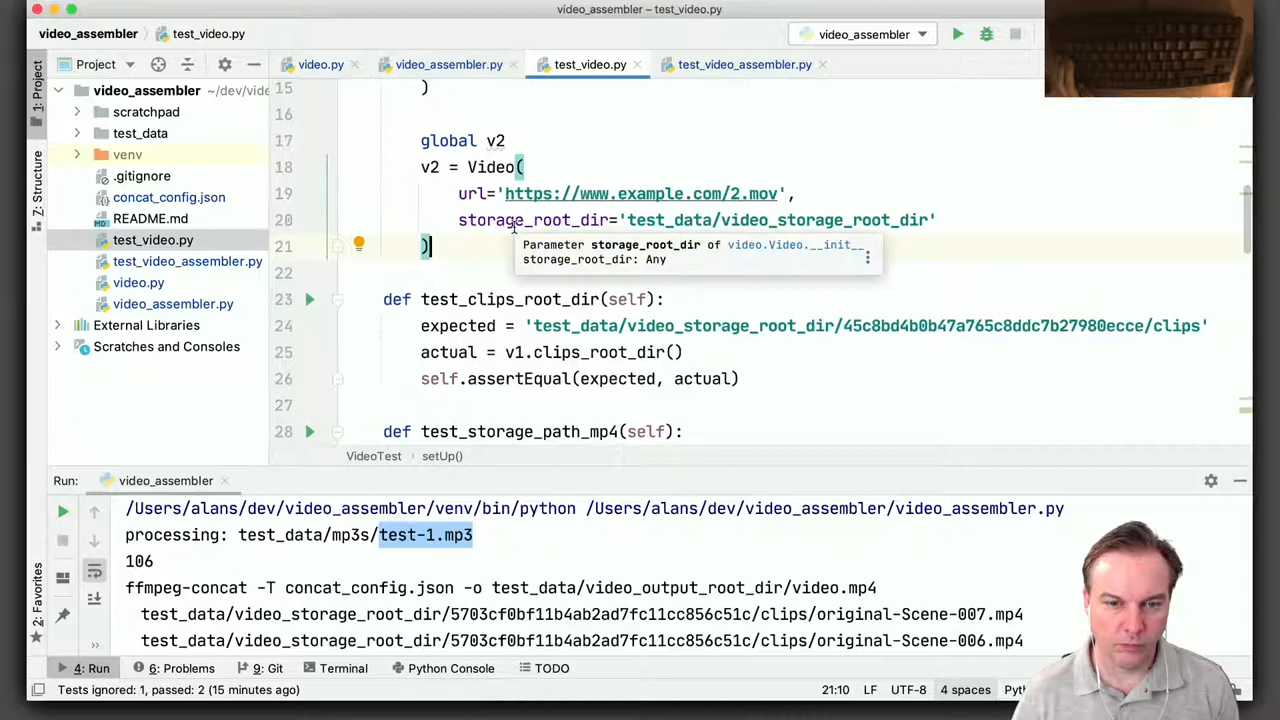 video_assembler – test_video.py
video_assembler
test_video.py
video_assembler
1: Project
Project
video.py
video_assembler.py
test_video.py
test_video_assembler.py
video_assembler ~/dev/vide
scratchpad
test_data
venv
.gitignore
concat_config.json
README.md
test_video.py
test_video_assembler.py
video.py
video_assembler.py
External Libraries
Scratches and Consoles
Z: Structure
2: Favorites
15 )
16
17 global v2
18 v2 = Video(
19 url='https://www.example.com/2.mov',
20 storage_root_dir='test_data/video_storage_root_dir'
21 )
Parameter storage_root_dir of video.Video.__init__
storage_root_dir: Any
22
23 def test_clips_root_dir(self):
24 expected = 'test_data/video_storage_root_dir/45c8bd4b0b47a765c8ddc7b27980ecce/clips'
25 actual = v1.clips_root_dir()
26 self.assertEqual(expected, actual)
27
28 def test_storage_path_mp4(self):
VideoTest › setUp()
Run: video_assembler
/Users/alans/dev/video_assembler/venv/bin/python /Users/alans/dev/video_assembler/video_assembler.py
processing: test_data/mp3s/test-1.mp3
106
ffmpeg-concat -T concat_config.json -o test_data/video_output_root_dir/video.mp4
test_data/video_storage_root_dir/5703cf0bf11b4ab2ad7fc11cc856c51c/clips/original-Scene-007.mp4
test_data/video_storage_root_dir/5703cf0bf11b4ab2ad7fc11cc856c51c/clips/original-Scene-006.mp4
4: Run 6: Problems 9: Git Terminal Python Console TODO
Tests ignored: 1, passed: 2 (15 minutes ago) 21:10 LF UTF-8 4 spaces